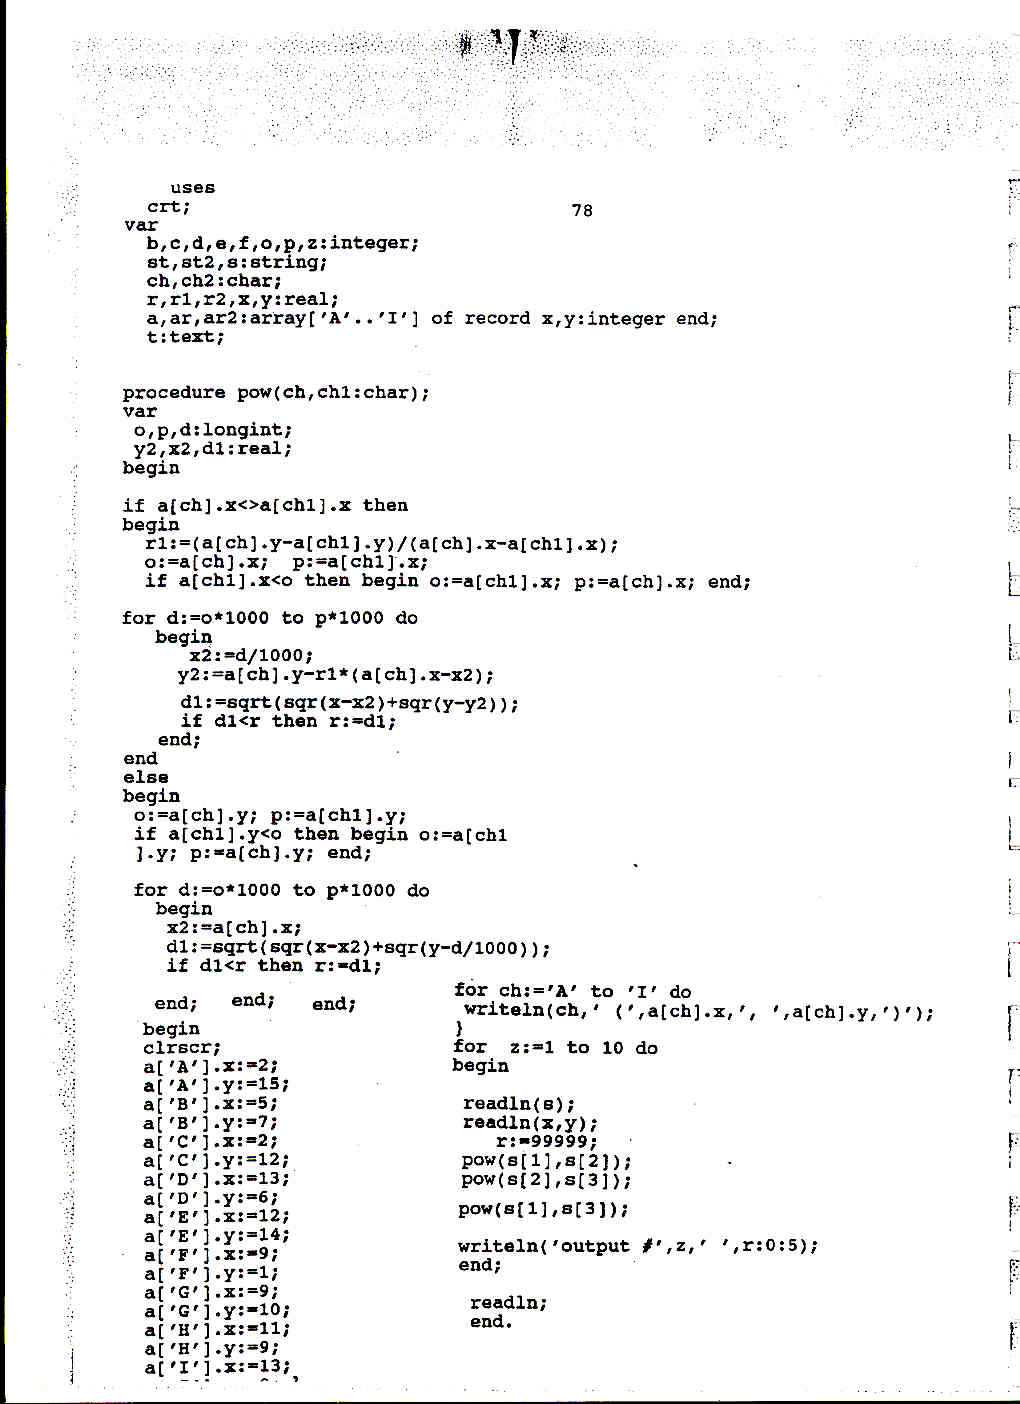 uses
crt;
78
var
b,c,d,e,f,o,p,z:integer;
st,st2,s:string;
ch,ch2:char;
r,r1,r2,x,y:real;
a,ar,ar2:array['A'..'I'] of record x,y:integer end;
t:text;
procedure pow(ch,ch1:char);
var
o,p,d:longint;
y2,x2,d1:real;
begin
if a[ch].x<>a[ch1].x then
begin
r1:=(a[ch].y-a[ch1].y)/(a[ch].x-a[ch1].x);
o:=a[ch].x; p:=a[ch1].x;
if a[ch1].x<o then begin o:=a[ch1].x; p:=a[ch].x; end;
for d:=o*1000 to p*1000 do
begin
x2:=d/1000;
y2:=a[ch].y-r1*(a[ch].x-x2);
d1:=sqrt(sqr(x-x2)+sqr(y-y2));
if d1<r then r:=d1;
end;
end
else
begin
o:=a[ch].y; p:=a[ch1].y;
if a[ch1].y<o then begin o:=a[ch1
].y; p:=a[ch].y; end;
for d:=o*1000 to p*1000 do
begin
x2:=a[ch].x;
d1:=sqrt(sqr(x-x2)+sqr(y-d/1000));
if d1<r then r:=d1;
end; end; end;
begin
clrscr;
a['A'].x:=2;
a['A'].y:=15;
a['B'].x:=5;
a['B'].y:=7;
a['C'].x:=2;
a['C'].y:=12;
a['D'].x:=13;
a['D'].y:=6;
a['E'].x:=12;
a['E'].y:=14;
a['F'].x:=9;
a['F'].y:=1;
a['G'].x:=9;
a['G'].y:=10;
a['H'].x:=11;
a['H'].y:=9;
a['I'].x:=13;
for ch:='A' to 'I' do
writeln(ch,' (',a[ch].x,', ',a[ch].y,')');
}
for z:=1 to 10 do
begin
readln(s);
readln(x,y);
r:=99999;
pow(s[1],s[2]);
pow(s[2],s[3]);
pow(s[1],s[3]);
writeln('output #',z,' ',r:0:5);
end;
readln;
end.